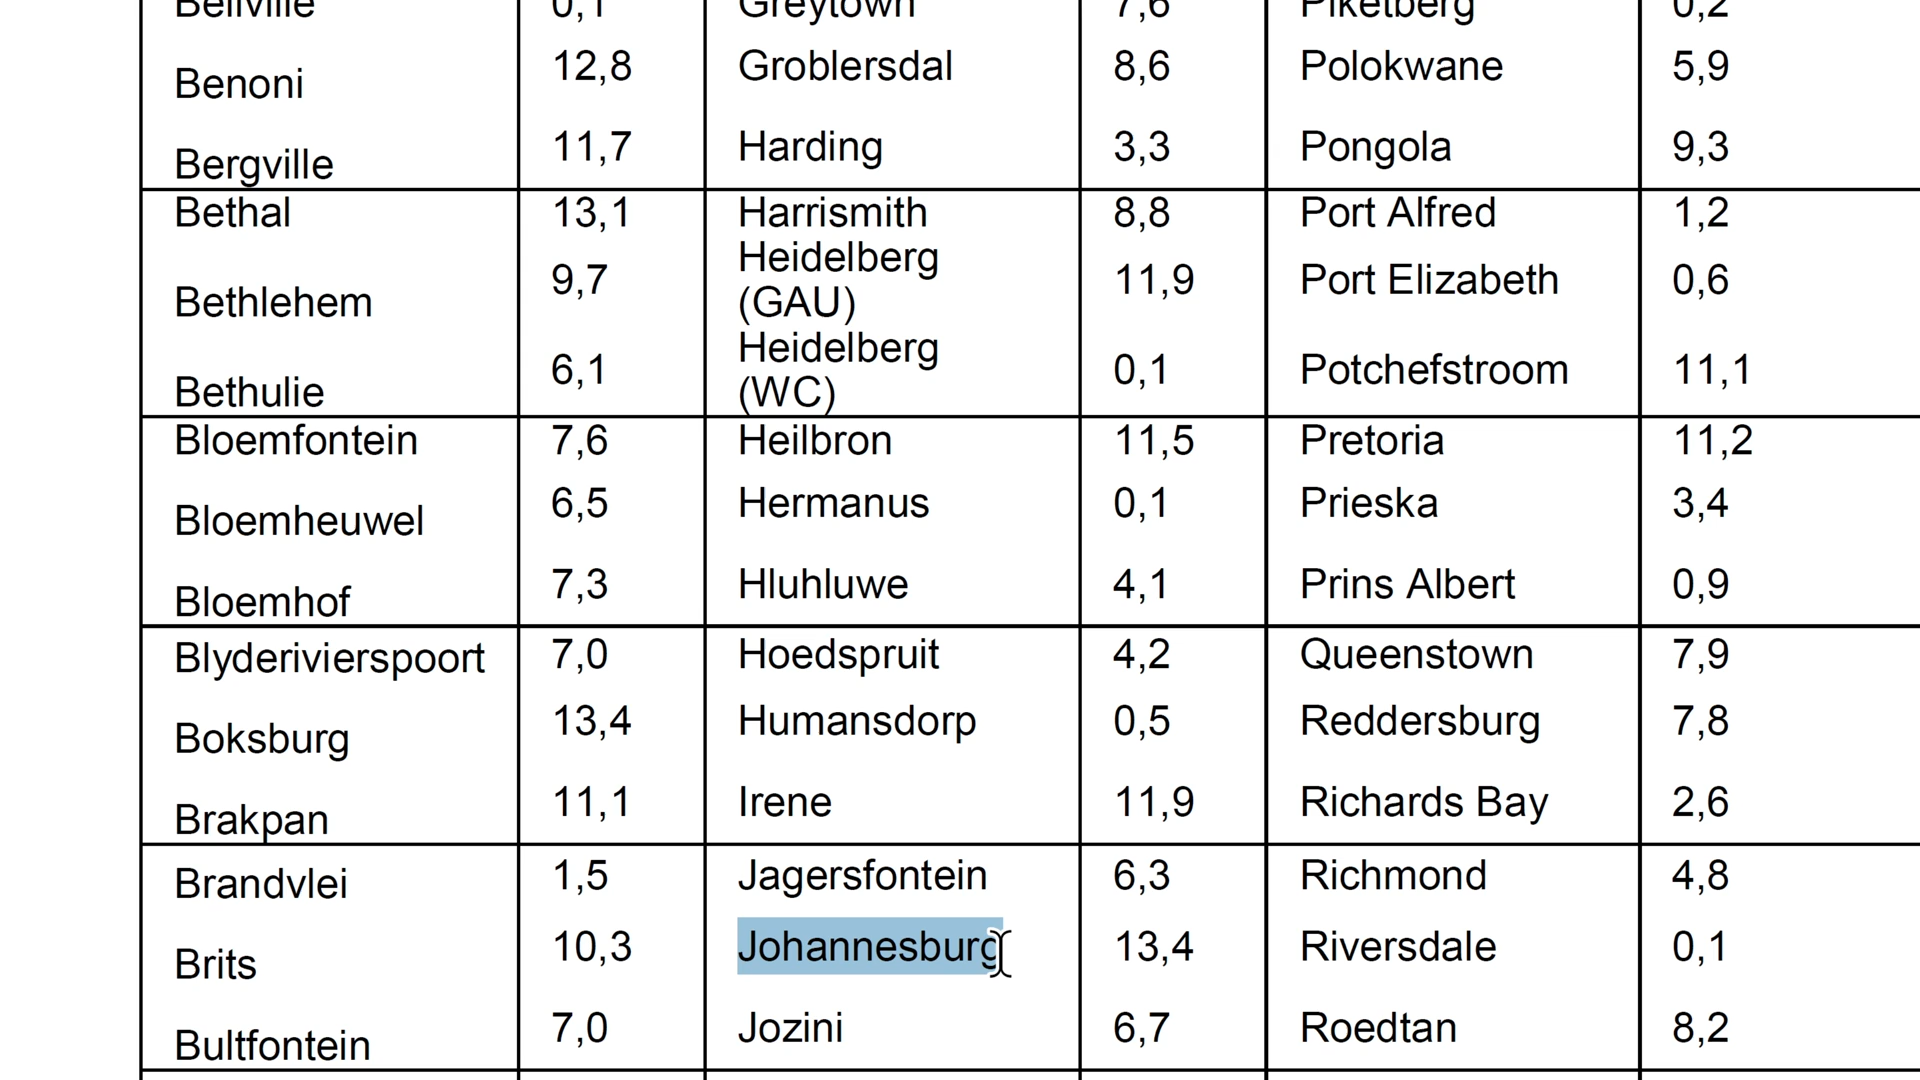 Bellville 0,1 Greytown 7,6 Piketberg 0,2
Benoni 12,8 Groblersdal 8,6 Polokwane 5,9
Bergville 11,7 Harding 3,3 Pongola 9,3
Bethal 13,1 Harrismith 8,8 Port Alfred 1,2
Bethlehem 9,7 Heidelberg (GAU) 11,9 Port Elizabeth 0,6
Bethulie 6,1 Heidelberg (WC) 0,1 Potchefstroom 11,1
Bloemfontein 7,6 Heilbron 11,5 Pretoria 11,2
Bloemheuwel 6,5 Hermanus 0,1 Prieska 3,4
Bloemhof 7,3 Hluhluwe 4,1 Prins Albert 0,9
Blyderivierspoort 7,0 Hoedspruit 4,2 Queenstown 7,9
Boksburg 13,4 Humansdorp 0,5 Reddersburg 7,8
Brakpan 11,1 Irene 11,9 Richards Bay 2,6
Brandvlei 1,5 Jagersfontein 6,3 Richmond 4,8
Brits 10,3 Johannesburg 13,4 Riversdale 0,1
Bultfontein 7,0 Jozini 6,7 Roedtan 8,2